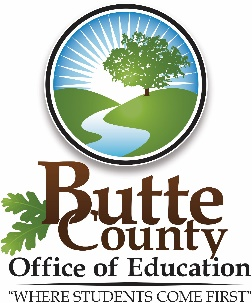 Butte
County
Office of Education
"WHERE STUDENTS COME FIRST"